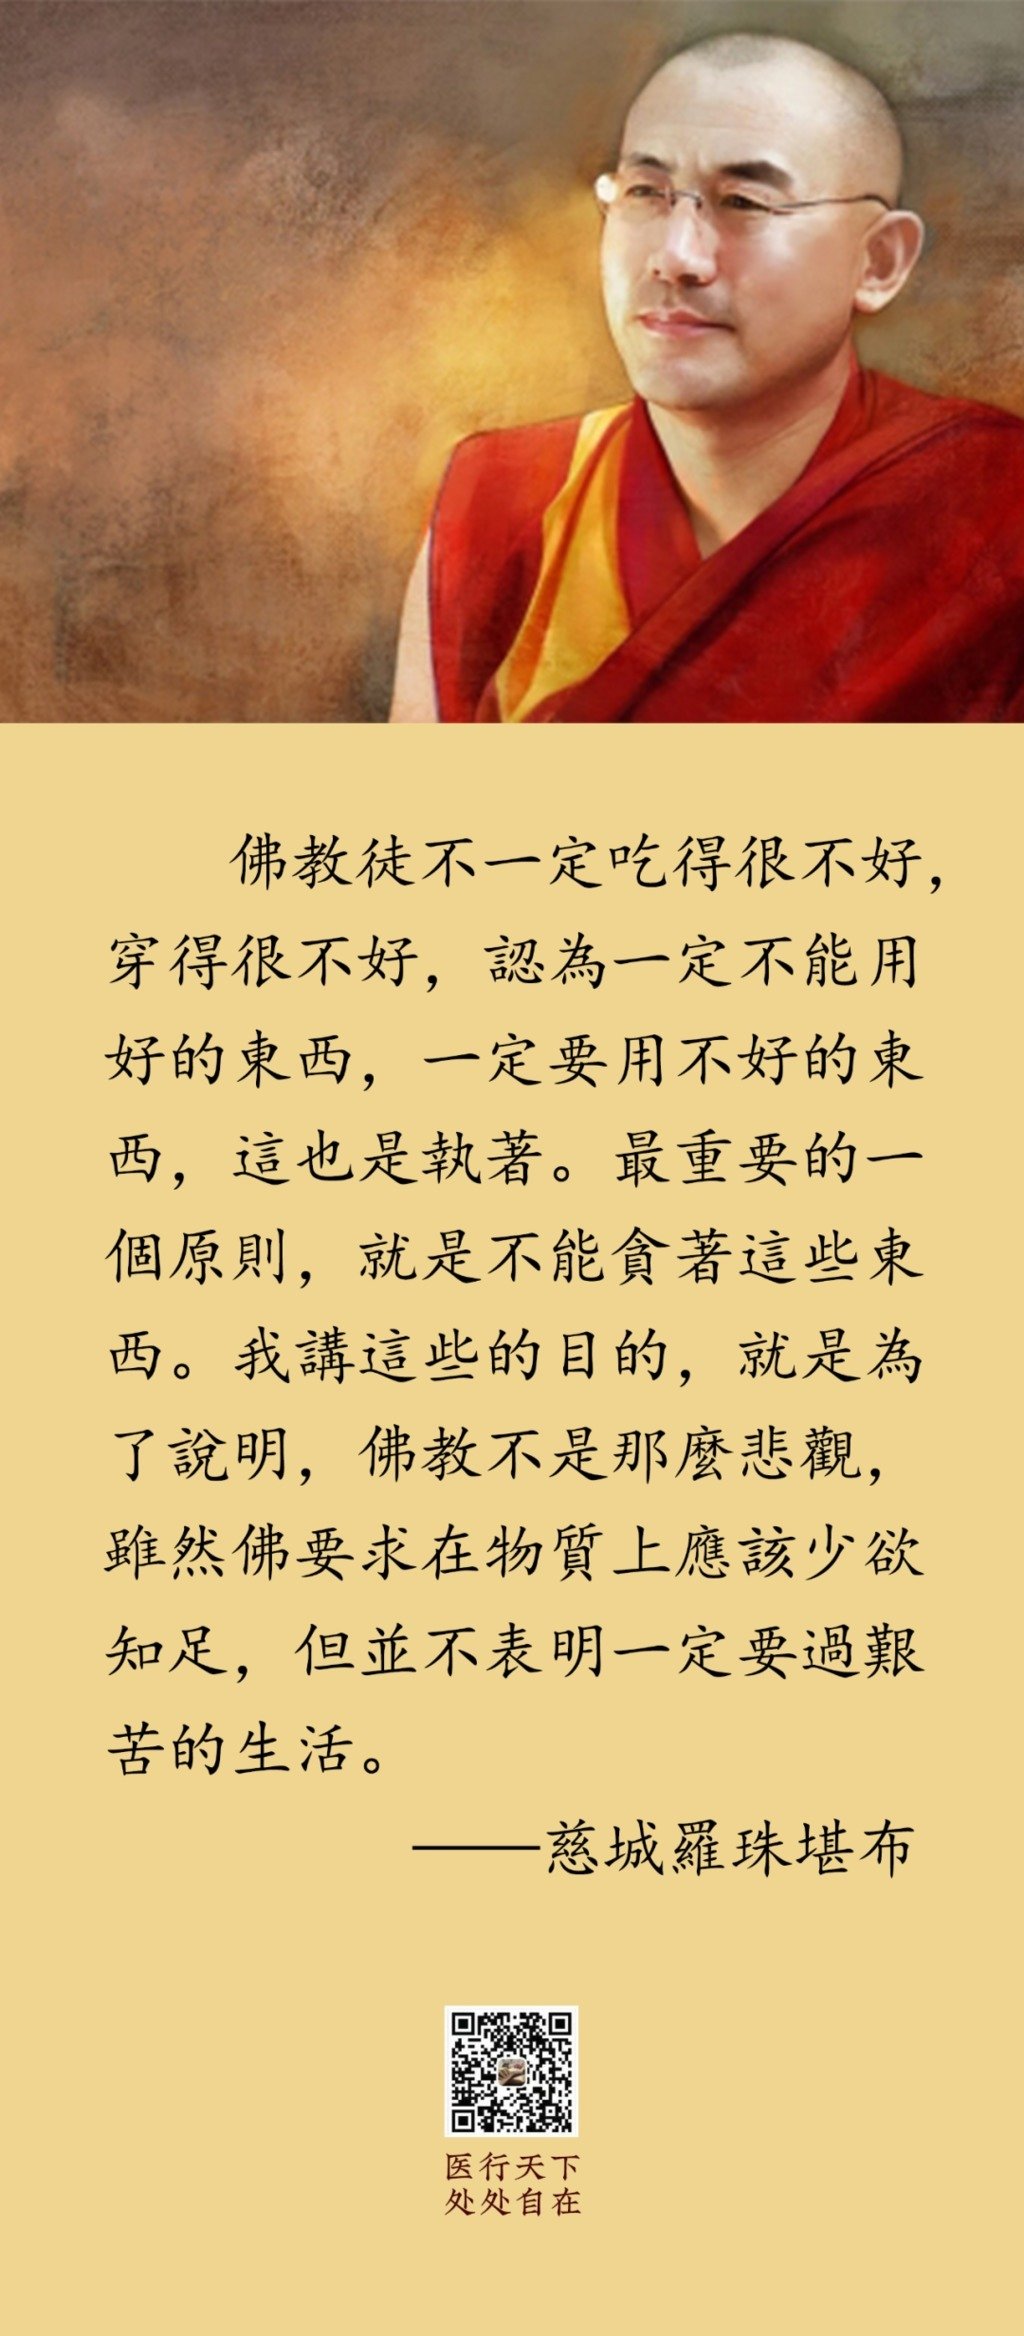 佛教徒不一定吃得很不好，
穿得很不好，認為一定不能用
好的東西，一定要用不好的東
西，這也是執著。最重要的一
個原則，就是不能貪著這些東
西。我講這些的目的，就是為
了說明，佛教不是那麼悲觀，
雖然佛要求在物質上應該少欲
知足，但並不表明一定要過艱
苦的生活。
——慈城羅珠堪布
医行天下
处处自在